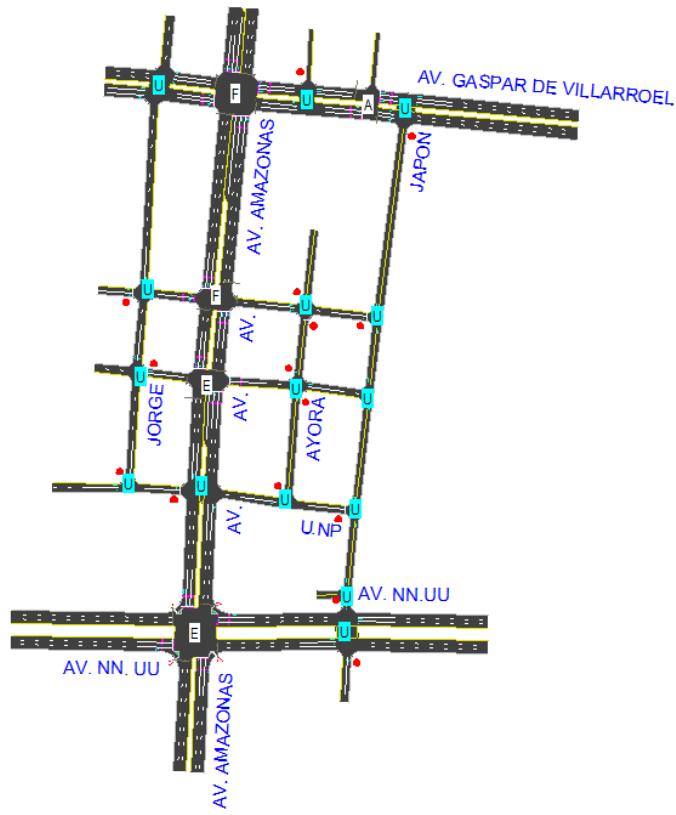 AV. GASPAR DE VILLARROEL
U
F
U
A
U
JAPON
AV. AMAZONAS
U
F
U
U
AV.
U
E
U
U
JORGE
AV.
AYORA
U
U
U
U
AV.
U.NP
U
AV. NN.UU
E
U
AV. NN. UU
AV. AMAZONAS